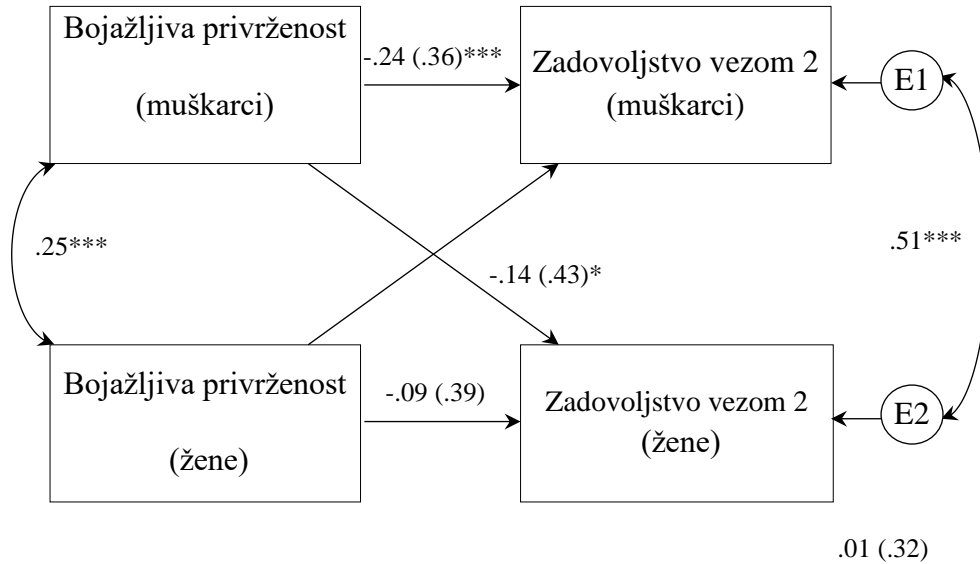 Bojažljiva privrženost
(muškarci)
-.24 (.36)***
Zadovoljstvo vezom 2
(muškarci)
E1
.25***
-.14 (.43)*
.51***
Bojažljiva privrženost
(žene)
-.09 (.39)
Zadovoljstvo vezom 2
(žene)
E2
.01 (.32)